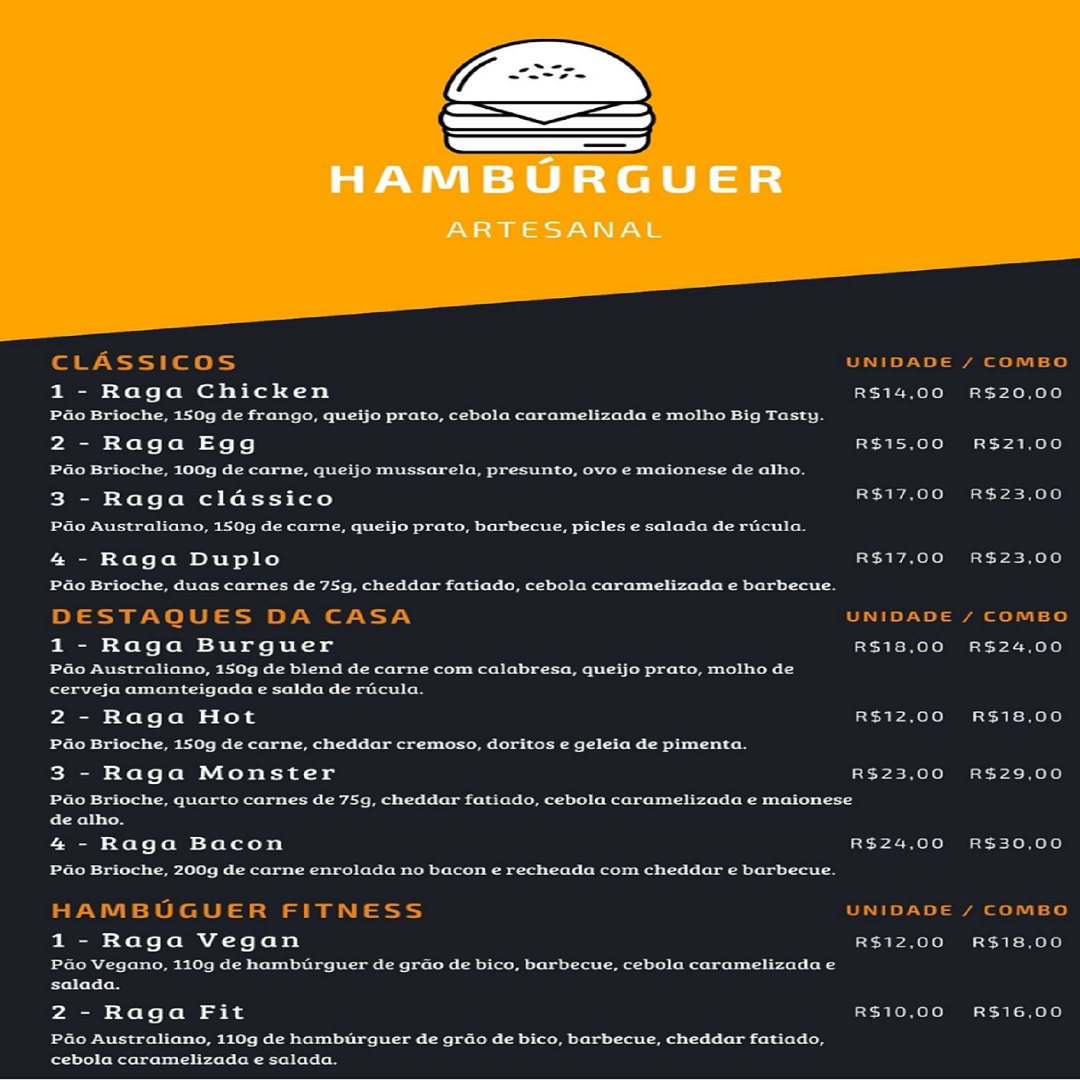 HAMBÚRGUER
ARTESANAL
CLÁSSICOS UNIDADE / COMBO
1 - Raga Chicken R$14,00 R$20,00
Pão Brioche, 150g de frango, queijo prato, cebola caramelizada e molho Big Tasty.
2 - Raga Egg R$15,00 R$21,00
Pão Brioche, 100g de carne, queijo mussarela, presunto, ovo e maionese de alho.
3 - Raga clássico R$17,00 R$23,00
Pão Australiano, 150g de carne, queijo prato, barbecue, picles e salada de rúcula.
4 - Raga Duplo R$17,00 R$23,00
Pão Brioche, duas carnes de 75g, cheddar fatiado, cebola caramelizada e barbecue.
DESTAQUES DA CASA UNIDADE / COMBO
1 - Raga Burguer R$18,00 R$24,00
Pão Australiano, 150g de blend de carne com calabresa, queijo prato, molho de
cerveja amanteigada e salda de rúcula.
2 - Raga Hot R$12,00 R$18,00
Pão Brioche, 150g de carne, cheddar cremoso, doritos e geleia de pimenta.
3 - Raga Monster R$23,00 R$29,00
Pão Brioche, quarto carnes de 75g, cheddar fatiado, cebola caramelizada e maionese
de alho.
4 - Raga Bacon R$24,00 R$30,00
Pão Brioche, 200g de carne enrolada no bacon e recheada com cheddar e barbecue.
HAMBÚGUER FITNESS UNIDADE / COMBO
1 - Raga Vegan R$12,00 R$18,00
Pão Vegano, 110g de hambúrguer de grão de bico, barbecue, cebola caramelizada e
salada.
2 - Raga Fit R$10,00 R$16,00
Pão Australiano, 110g de hambúrguer de grão de bico, barbecue, cheddar fatiado,
cebola caramelizada e salada.